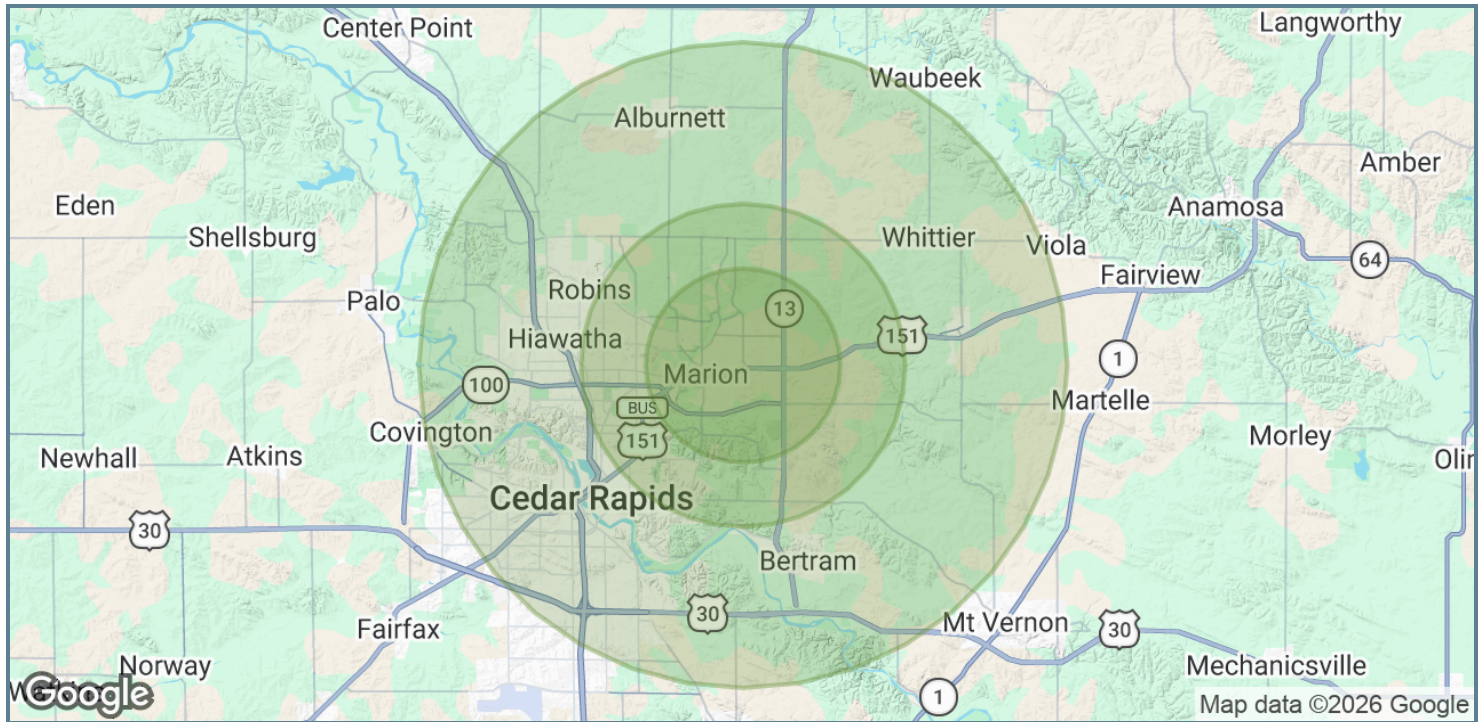 Center Point
Langworthy
Waubeek
Alburnett
Amber
Eden
Anamosa
Shellsburg
Whittier
Viola
64
Fairview
Robins
Palo
13
Hiawatha
151
1
Marion
100
BUS
Martelle
Covington
151
Morley
Newhall
Atkins
Olin
Cedar Rapids
30
Bertram
30
Mt Vernon
30
Fairfax
Norway
Mechanicsville
Google
1
Map data ©2026 Google